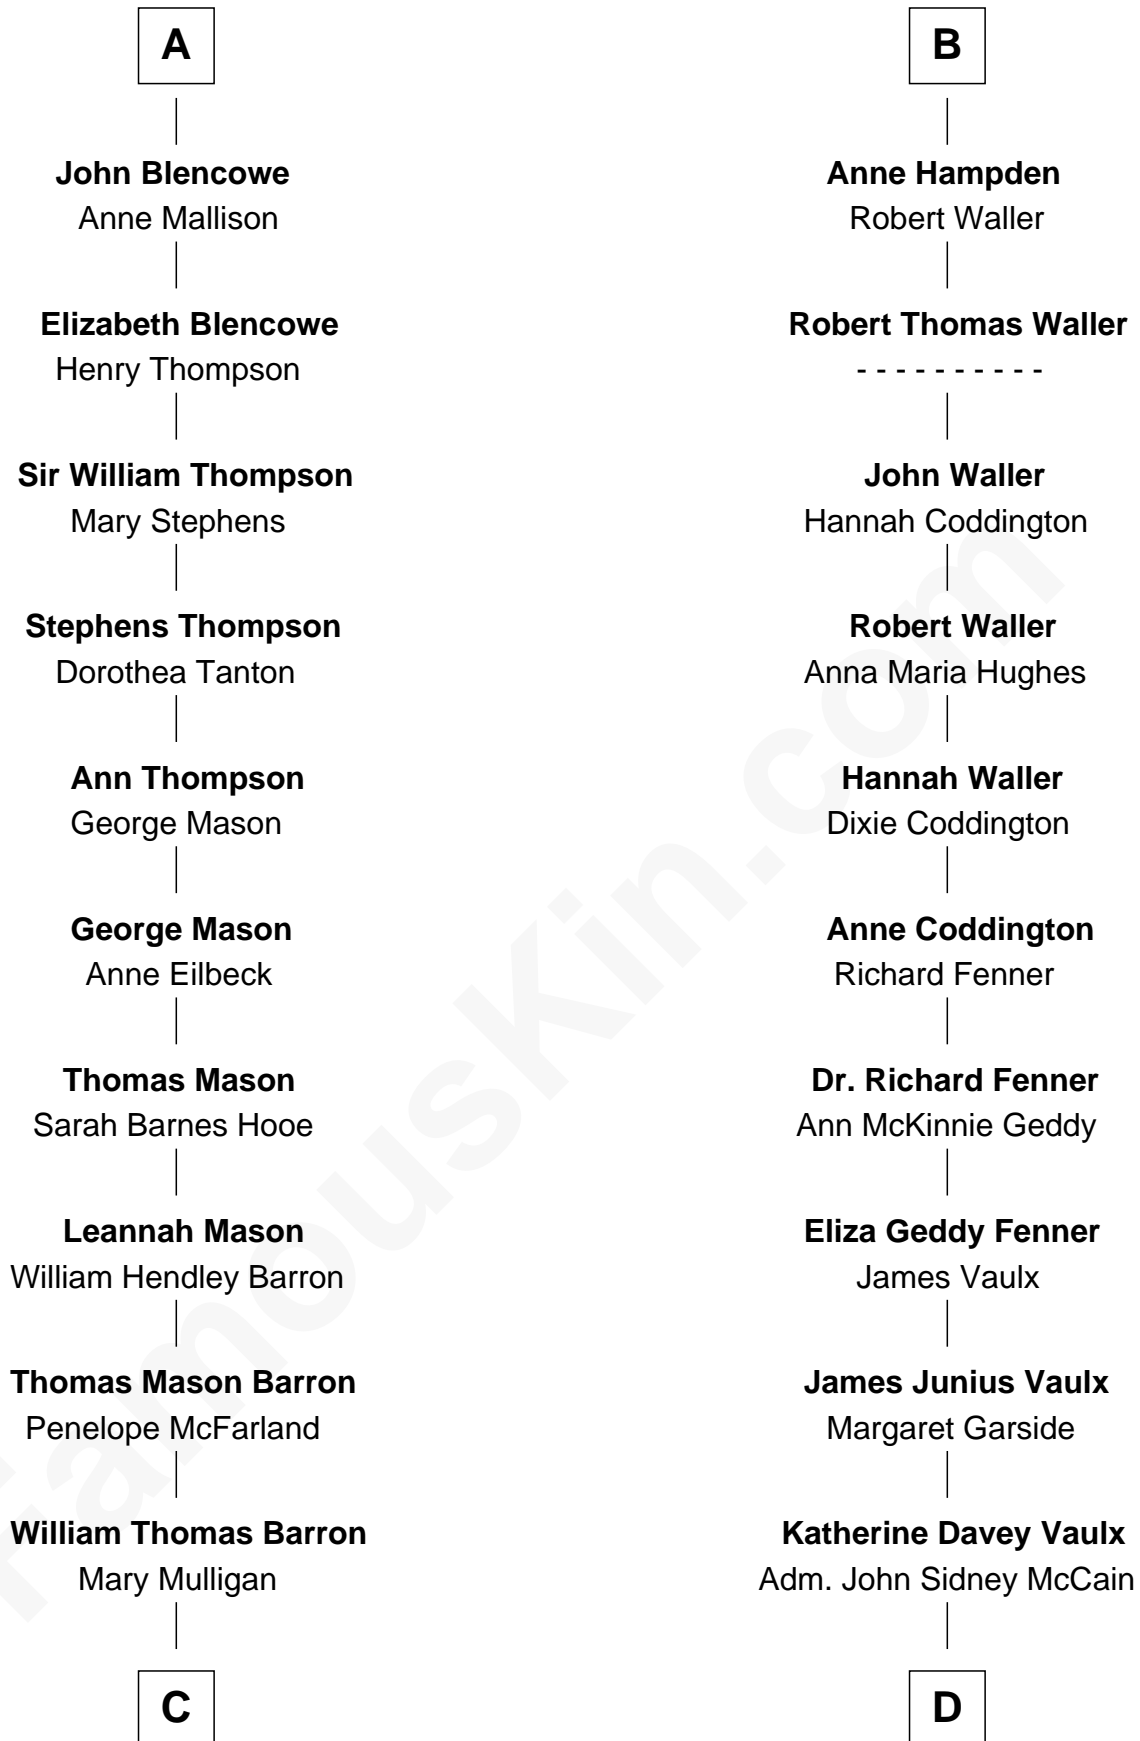 A
John Blencowe
Anne Mallison
Elizabeth Blencowe
Henry Thompson
Sir William Thompson
Mary Stephens
Stephens Thompson
Dorothea Tanton
Ann Thompson
George Mason
George Mason
Anne Eilbeck
Thomas Mason
Sarah Barnes Hooe
Leannah Mason
William Hendley Barron
Thomas Mason Barron
Penelope McFarland
William Thomas Barron
Mary Mulligan
C
B
Anne Hampden
Robert Waller
Robert Thomas Waller
- - - - - - - - - -
John Waller
Hannah Coddington
Robert Waller
Anna Maria Hughes
Hannah Waller
Dixie Coddington
Anne Coddington
Richard Fenner
Dr. Richard Fenner
Ann McKinnie Geddy
Eliza Geddy Fenner
James Vaulx
James Junius Vaulx
Margaret Garside
Katherine Davey Vaulx
Adm. John Sidney McCain
D
FamousKin.com